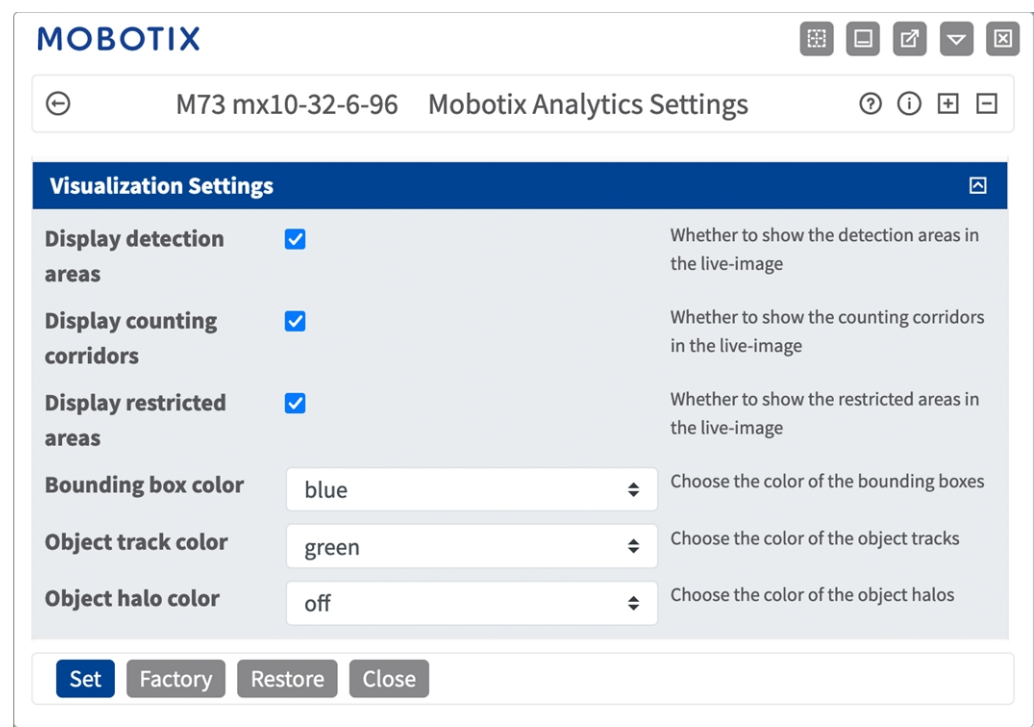 MOBOTIX
M73 mx10-32-6-96 Mobotix Analytics Settings
Visualization Settings
Display detection
areas
Whether to show the detection areas in
the live-image
Display counting
corridors
Whether to show the counting corridors
in the live-image
Display restricted
areas
Whether to show the restricted areas in
the live-image
Bounding box color
blue
Choose the color of the bounding boxes
Object track color
green
Choose the color of the object tracks
Object halo color
off
Choose the color of the object halos
Set Factory Restore Close